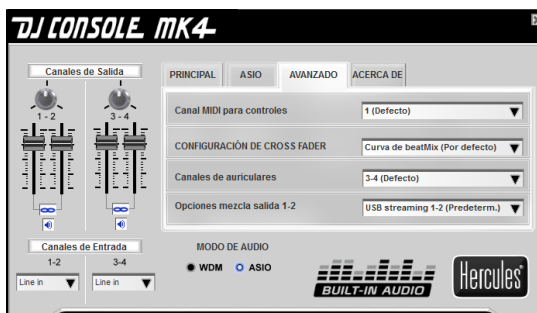 DJ CONSOLE MK4
Canales de Salida
1 - 2
3 - 4
PRINCIPAL
ASIO
AVANZADO
ACERCA DE
Canal MIDI para controles
1 (Defecto)
CONFIGURACIÓN DE CROSS FADER
Curva de beatMix (Por defecto)
Canales de auriculares
3-4 (Defecto)
Opciones mezcla salida 1-2
USB streaming 1-2 (Predeterm.)
Canales de Entrada
1-2
3-4
Line in
Line in
MODO DE AUDIO
WDM
ASIO
BUILT-IN AUDIO
Hercules